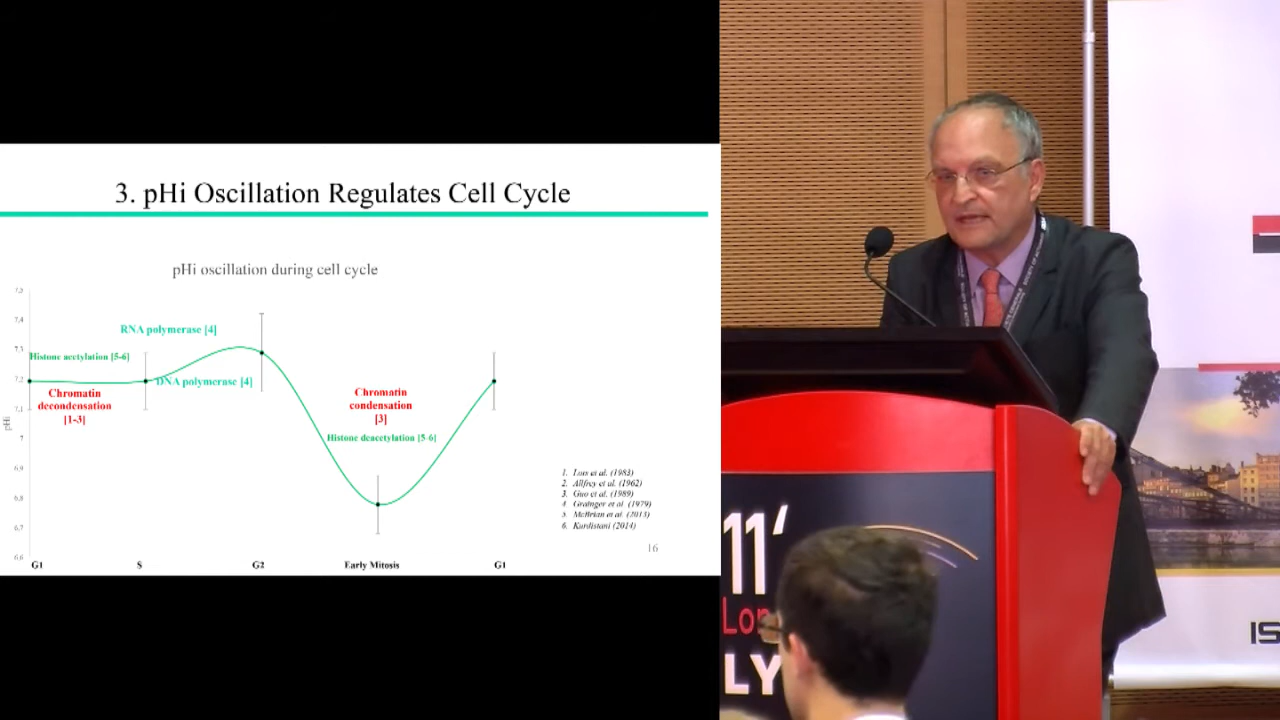 3. pHi Oscillation Regulates Cell Cycle
pHi oscillation during cell cycle
7,5
7,4
7,3
7,2
7,1
7
6,9
6,8
6,7
6,6
pHi
RNA polymerase [4]
Histone acetylation [5-6]
DNA polymerase [4]
Chromatin
decondensation
[1-3]
Chromatin
condensation
[3]
Histone deacetylation [5-6]
1. Lois et al. (1983)
2. Allfrey et al. (1962)
3. Guo et al. (1989)
4. Grainger et al. (1979)
5. McBrian et al. (2013)
6. Kurdistani (2014)
16
G1
S
G2
Early Mitosis
G1
11‘
Lon
LY
IS